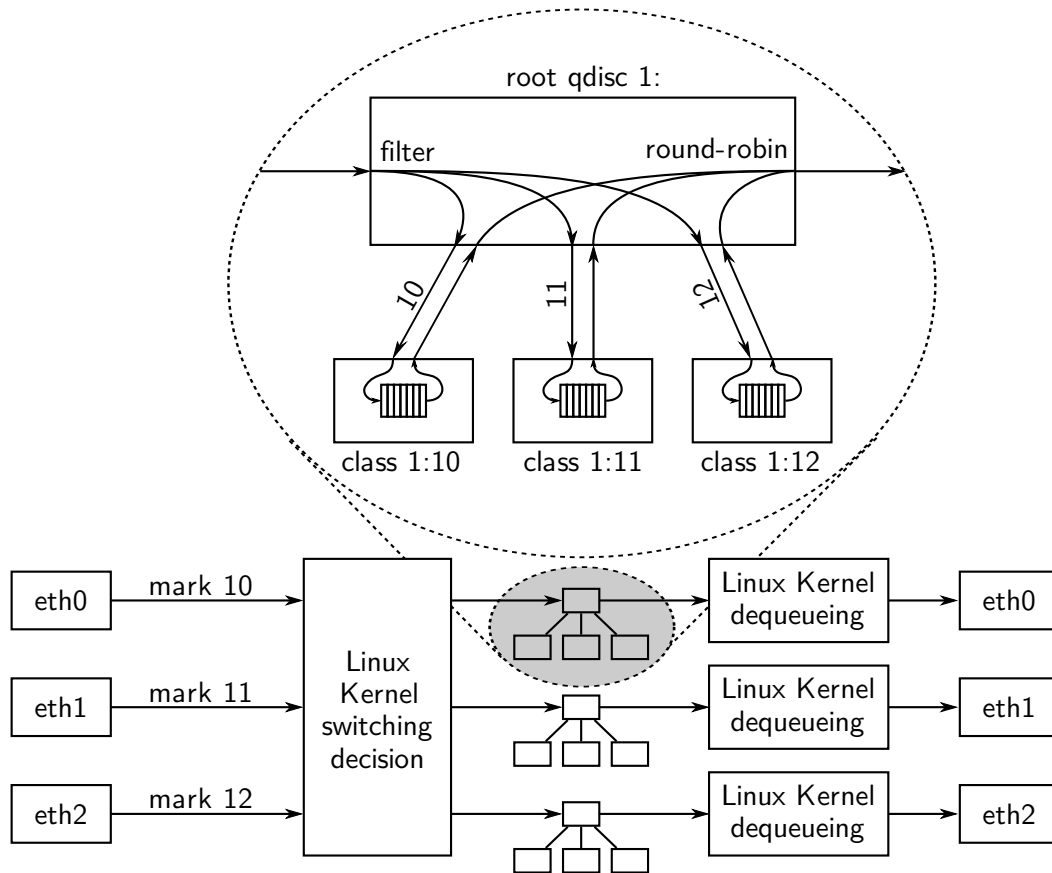 root qdisc 1:
filter
round-robin
10
11
12
class 1:10
class 1:11
class 1:12
eth0
mark 10
Linux Kernel
dequeueing
eth0
eth1
mark 11
Linux
Kernel
switching
decision
Linux Kernel
dequeueing
eth1
eth2
mark 12
Linux Kernel
dequeueing
eth2